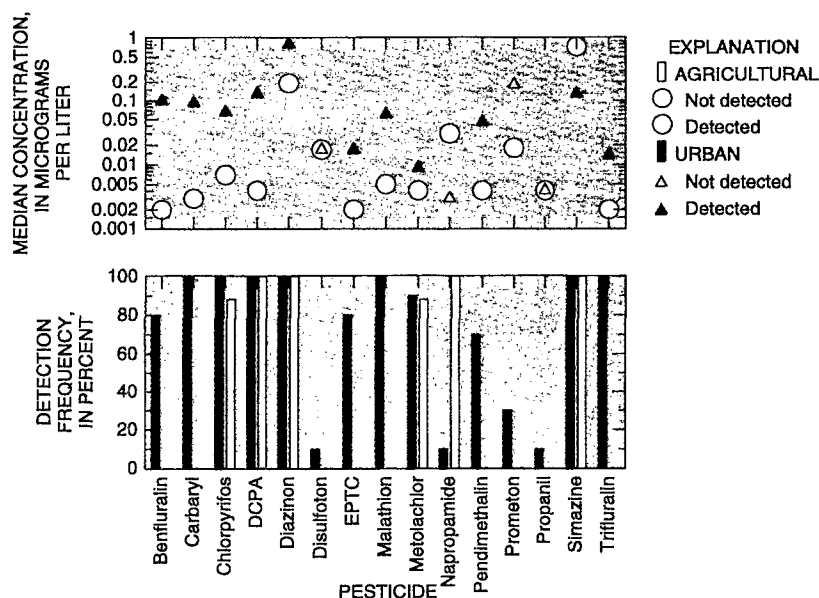 MEDIAN CONCENTRATION,
IN MICROGRAMS
PER LITER
1
0.5
0.2
0.1
0.05
0.02
0.01
0.005
0.002
0.001
EXPLANATION
AGRICULTURAL
Not detected
Detected
URBAN
Not detected
Detected
DETECTION
FREQUENCY,
IN PERCENT
100
80
60
40
20
0
Benfluralin
Carbaryl
Chlorpyrifos
DCPA
Diazinon
Disulfoton
EPTC
Malathion
Metolachlor
Napropamide
Pendimethalin
Prometon
Propanil
Simazine
Trifluralin
PESTICIDE